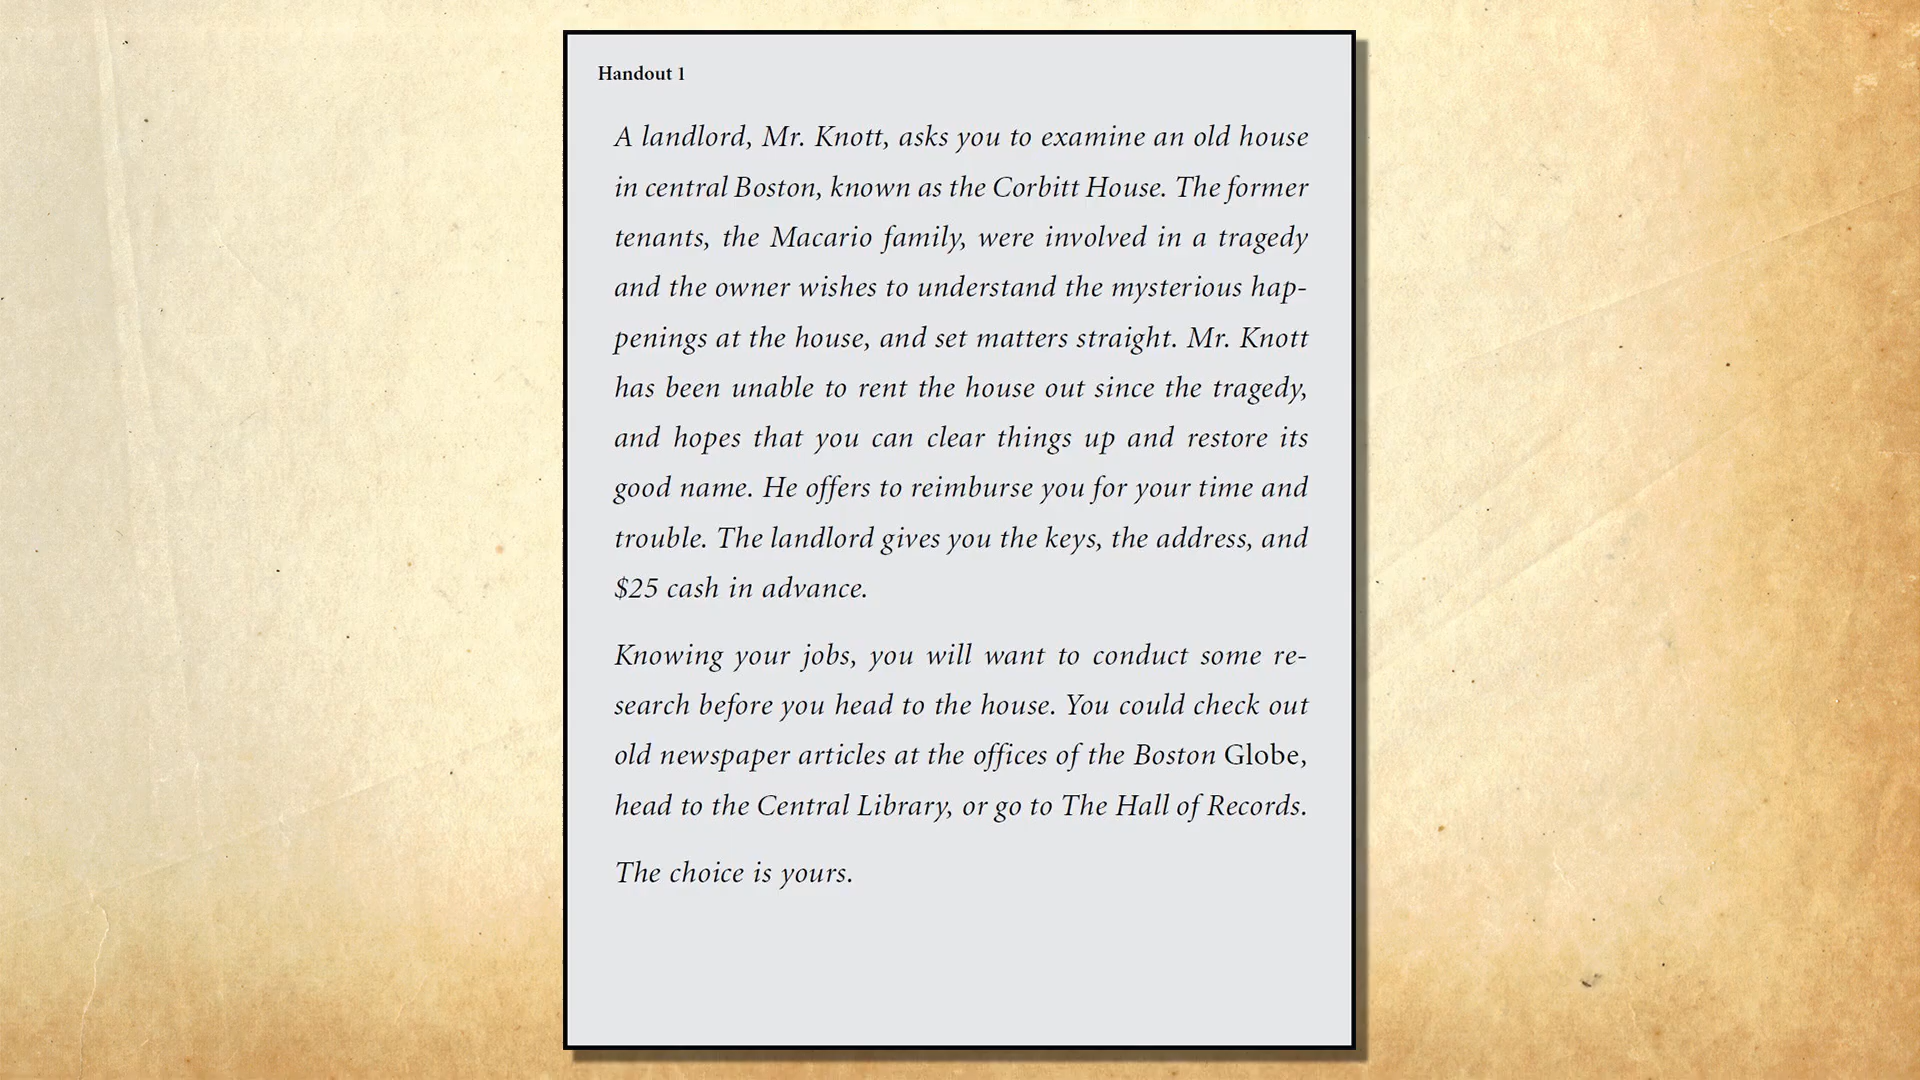 Handout 1
A landlord, Mr. Knott, asks you to examine an old house
in central Boston, known as the Corbitt House. The former
tenants, the Macario family, were involved in a tragedy
and the owner wishes to understand the mysterious hap-
penings at the house, and set matters straight. Mr. Knott
has been unable to rent the house out since the tragedy,
and hopes that you can clear things up and restore its
good name. He offers to reimburse you for your time and
trouble. The landlord gives you the keys, the address, and
$25 cash in advance.
Knowing your jobs, you will want to conduct some re-
search before you head to the house. You could check out
old newspaper articles at the offices of the Boston Globe,
head to the Central Library, or go to The Hall of Records.
The choice is yours.